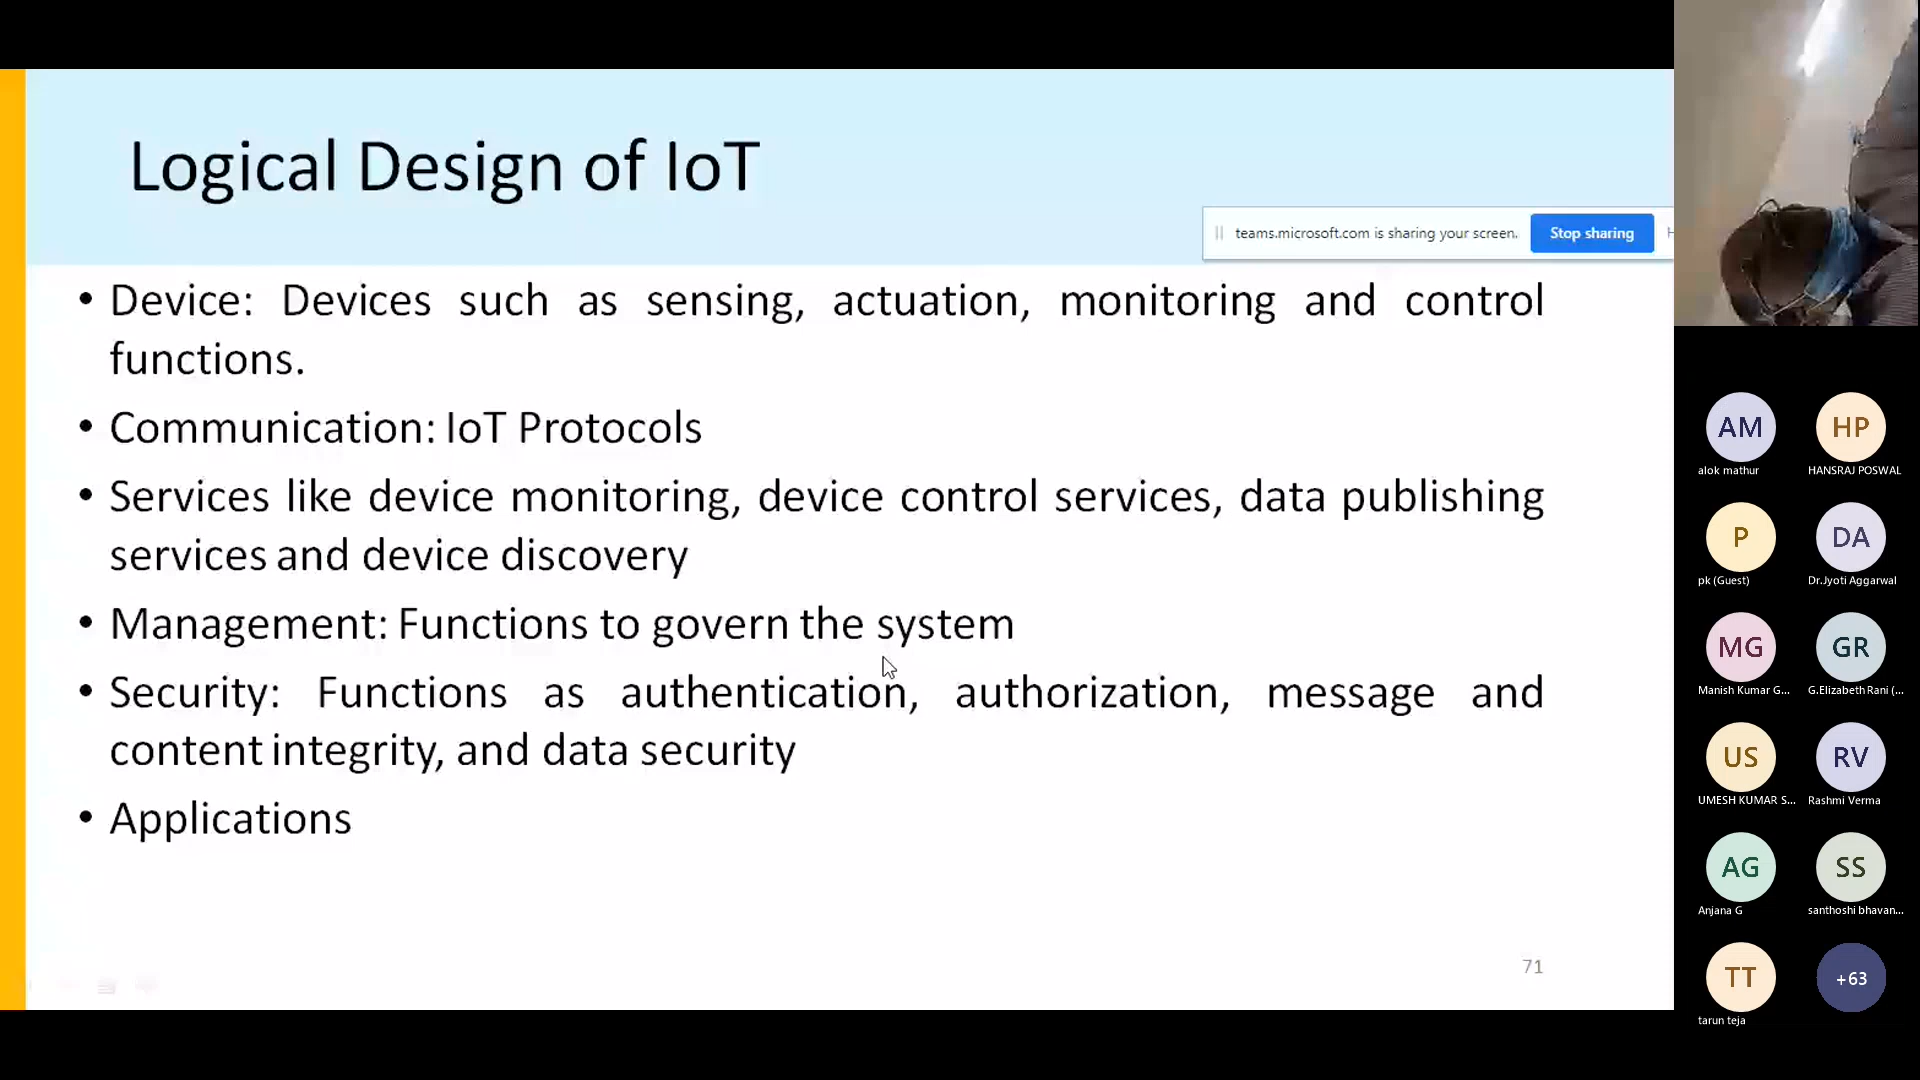 Logical Design of IoT
teams.microsoft.com is sharing your screen.
Stop sharing
• Device: Devices such as sensing, actuation, monitoring and control
functions.
• Communication: IoT Protocols
• Services like device monitoring, device control services, data publishing
services and device discovery
• Management: Functions to govern the system
• Security: Functions as authentication, authorization, message and
content integrity, and data security
• Applications
71
AM
alok mathur
HP
HANSRAJ POSWAL
P
pk (Guest)
DA
Dr.Jyoti Aggarwal
MG
Manish Kumar G...
GR
G.Elizabeth Rani (...
US
UMESH KUMAR S...
RV
Rashmi Verma
AG
Anjana G
SS
santhoshi bhavan...
TT
tarun teja
+63